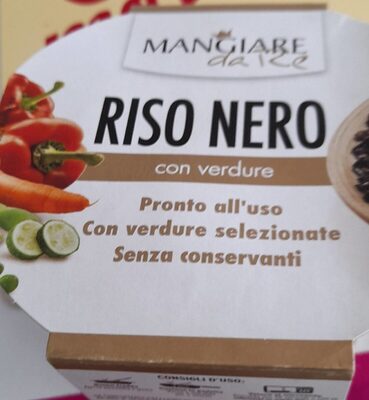 MANGIARE
da Re
RISO NERO
con verdure
Pronto all'uso
Con verdure selezionate
Senza conservanti
CONSIGLI D'USO: